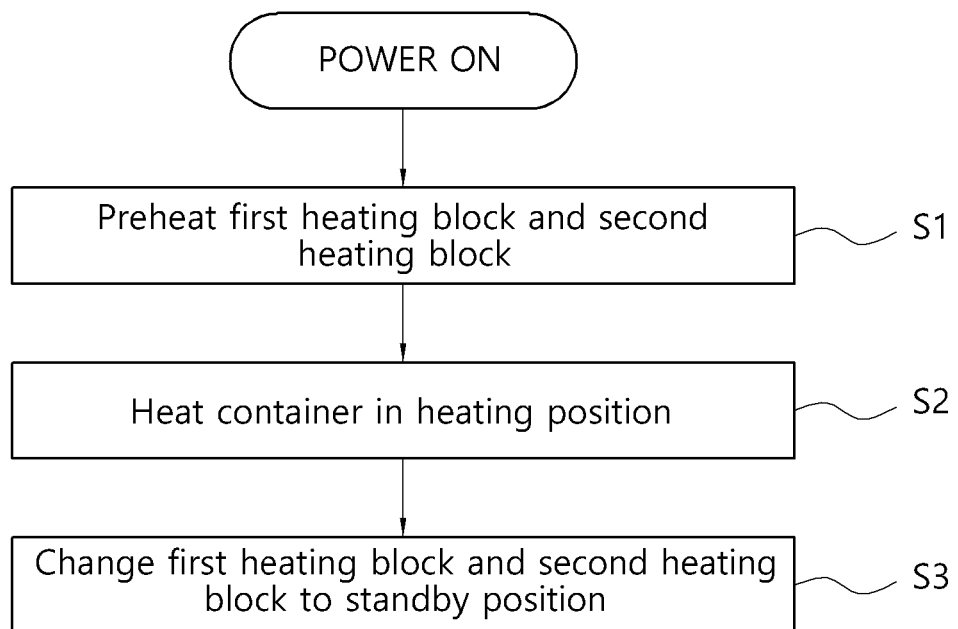 POWER ON
Preheat first heating block and second
heating block
S1
Heat container in heating position
S2
Change first heating block and second heating
block to standby position
S3